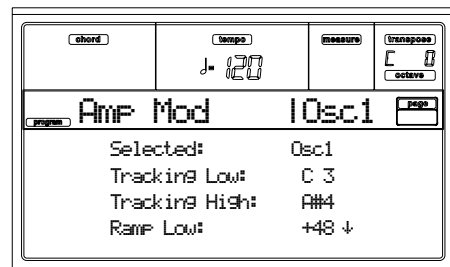 chord tempo measure transpose
♩= 120 C 0
octave
program Amp Mod |Osc1 page
Selected: Osc1
Tracking Low: C 3
Tracking High: A#4
Ramp Low: +48 ↓